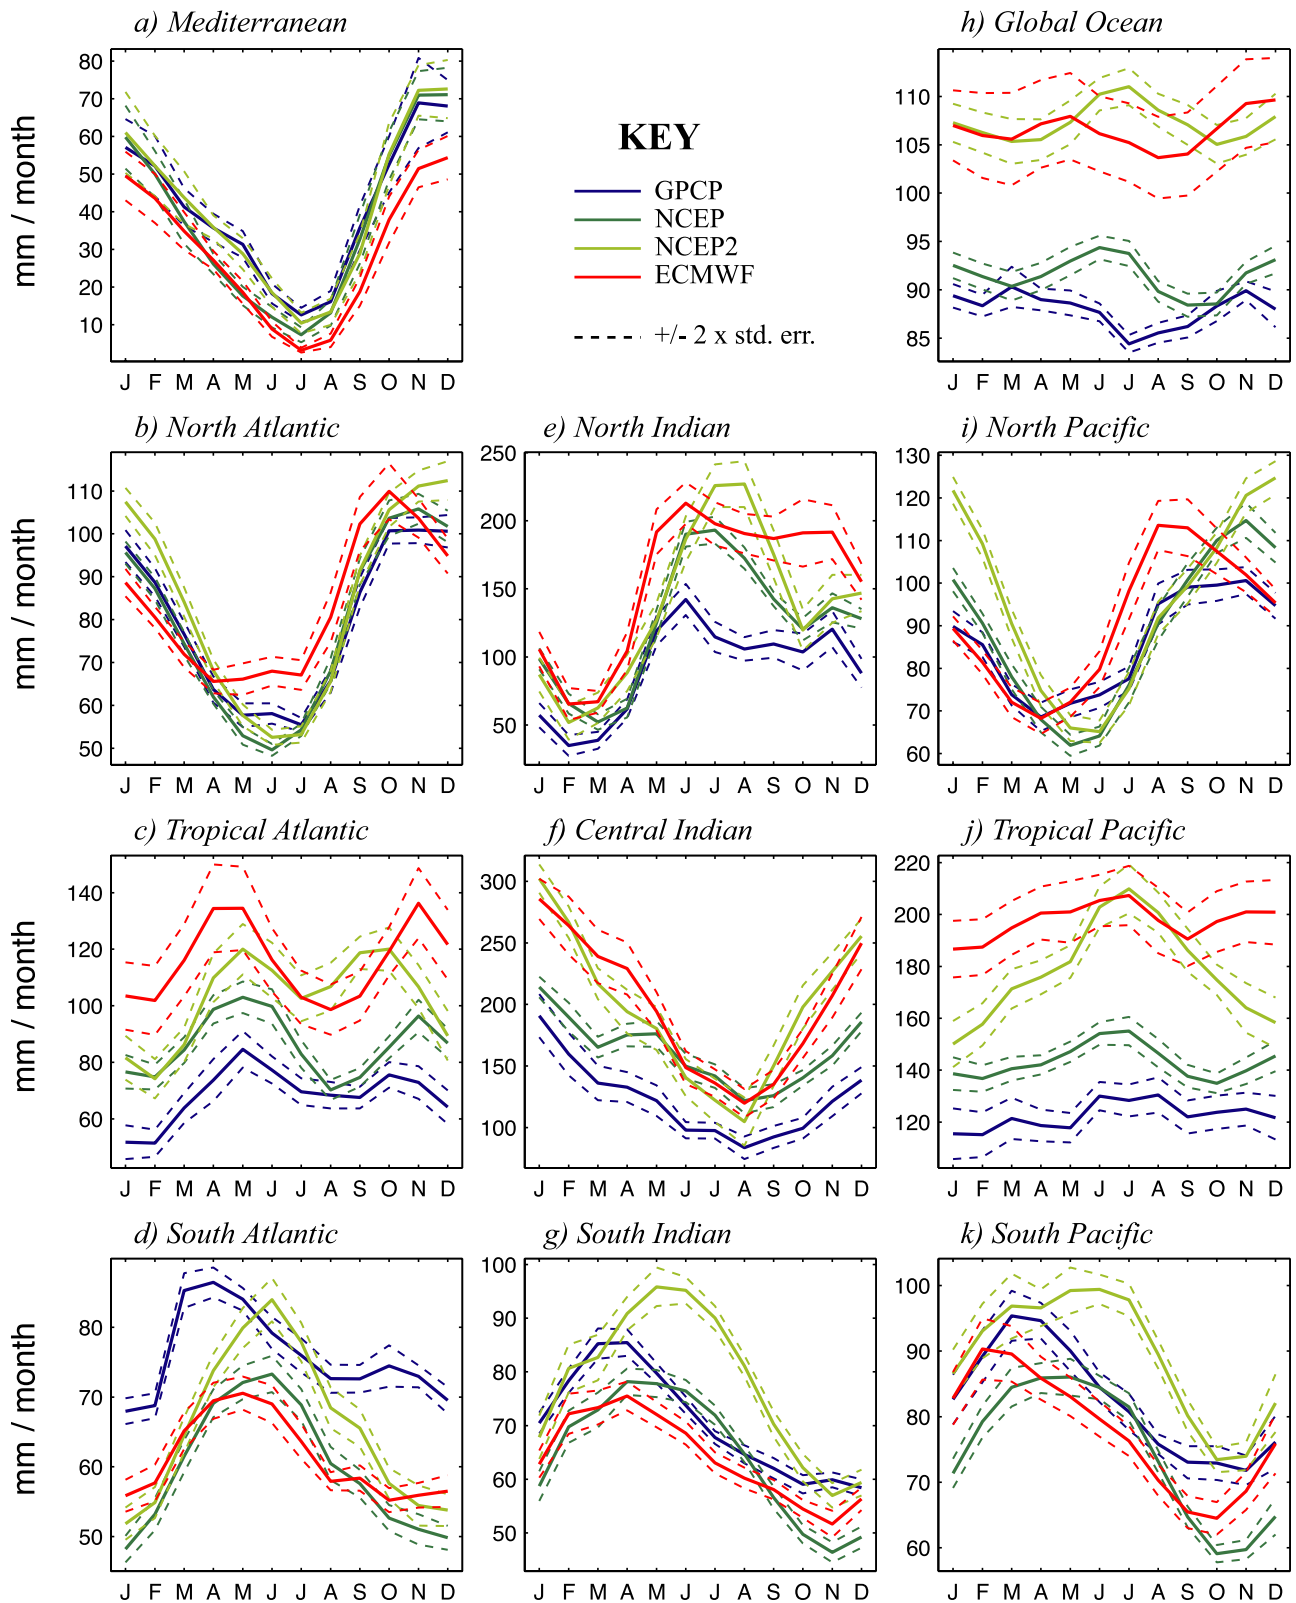 a) Mediterranean
80
70
60
50
40
30
20
10
mm / month
J F M A M J J A S O N D
KEY
GPCP
NCEP
NCEP2
ECMWF
+/- 2 x std. err.
h) Global Ocean
110
105
100
95
90
85
J F M A M J J A S O N D
b) North Atlantic
110
100
90
80
70
60
50
mm / month
J F M A M J J A S O N D
e) North Indian
250
200
150
100
50
J F M A M J J A S O N D
i) North Pacific
130
120
110
100
90
80
70
60
J F M A M J J A S O N D
c) Tropical Atlantic
140
120
100
80
60
mm / month
J F M A M J J A S O N D
f) Central Indian
300
250
200
150
100
J F M A M J J A S O N D
j) Tropical Pacific
220
200
180
160
140
120
J F M A M J J A S O N D
d) South Atlantic
80
70
60
50
mm / month
J F M A M J J A S O N D
g) South Indian
100
90
80
70
60
50
J F M A M J J A S O N D
k) South Pacific
100
90
80
70
60
J F M A M J J A S O N D